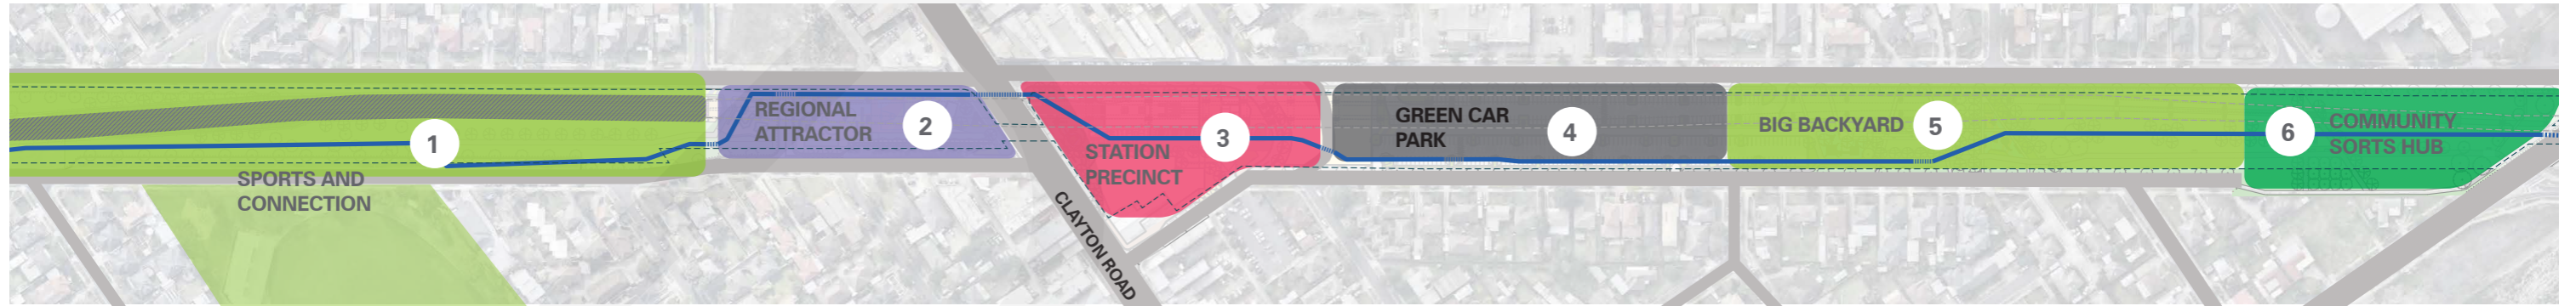 1
SPORTS AND
CONNECTION
REGIONAL
ATTRACTOR
2
CLAYTON ROAD
STATION
PRECINCT
3
GREEN CAR
PARK
4
BIG BACKYARD
5
6
COMMUNITY
SORTS HUB